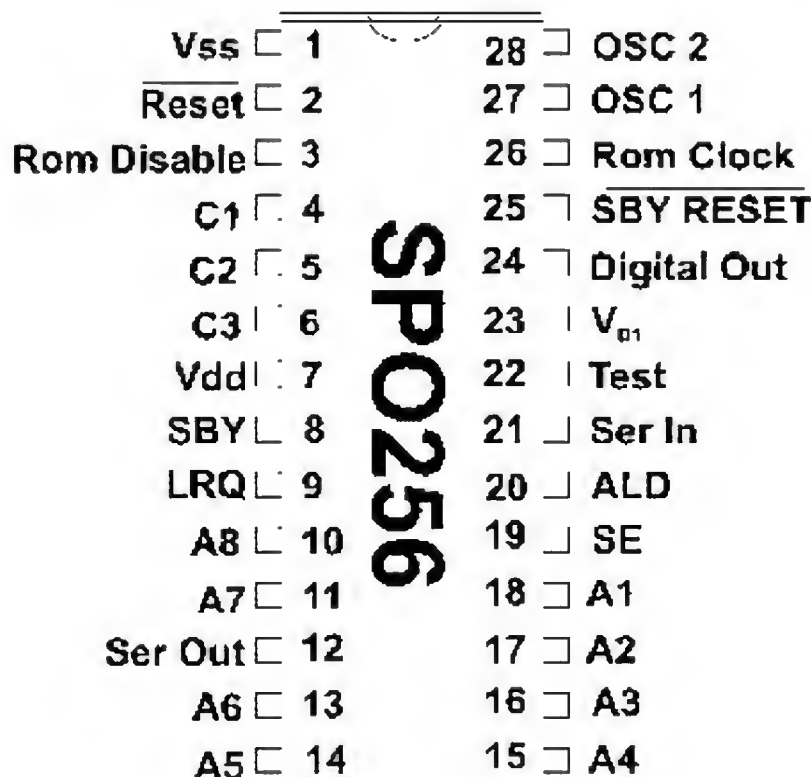 Vss 1 28 OSC 2
Reset 2 27 OSC 1
Rom Disable 3 26 Rom Clock
C1 4 25 SBY RESET
C2 5 24 Digital Out
C3 6 23 V
Vdd 7 22 Test
SBY 8 21 Ser In
LRQ 9 20 ALD
A8 10 19 SE
A7 11 18 A1
Ser Out 12 17 A2
A6 13 16 A3
A5 14 15 A4
SPO256